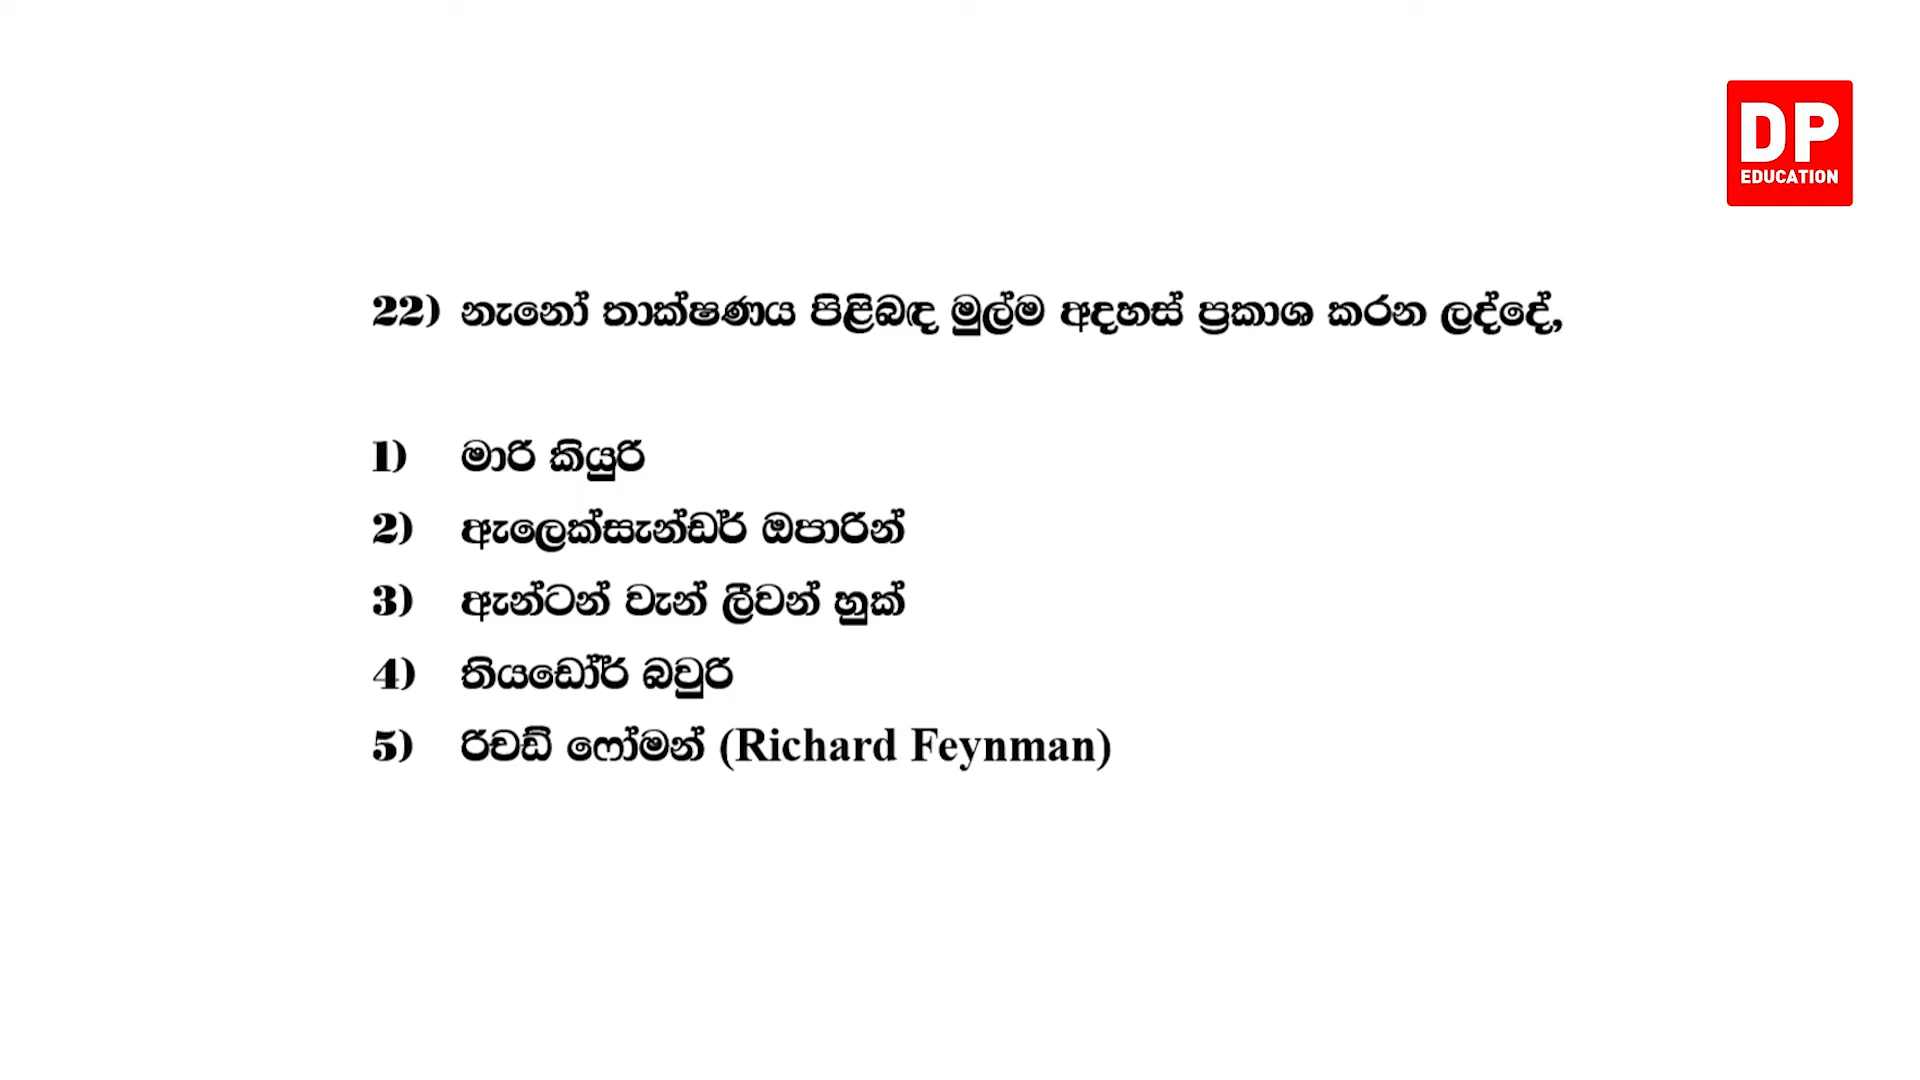 DP
EDUCATION
22) නැනෝ තාක්ෂණය පිළිබඳ මුල්ම අදහස් ප්‍රකාශ කරන ලද්දේ,
1) මාරි කියුරි
2) ඇලෙක්සැන්ඩර් ඔපාරින්
3) ඇන්ටන් වැන් ලීවන් හුක්
4) තියඩෝර් බවුරි
5) රිචඩ් ෆේමන් (Richard Feynman)